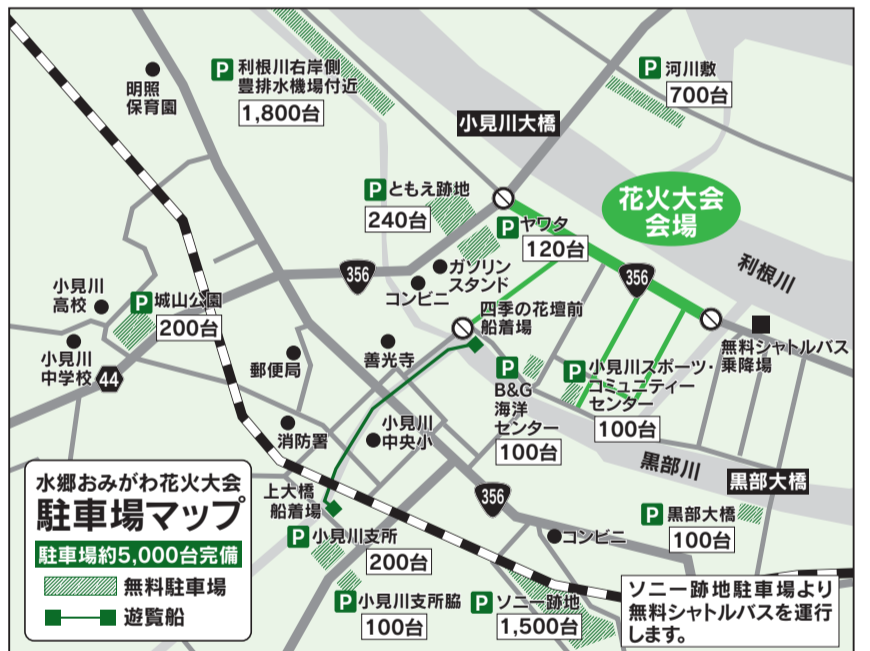 P 利根川右岸側
豊排水機場付近
1,800台
明照
保育園
P 河川敷
700台
小見川大橋
花火大会
会場
P ともえ跡地
240台
P ヤワタ
120台
356
ガソリン
スタンド
コンビニ
356
利根川
小見川
高校
P 城山公園
200台
小見川
中学校
44
四季の花壇前
船着場
無料シャトルバス
乗降場
郵便局
善光寺
P
B&G
海洋
センター
100台
P 小見川スポーツ・
コミュニティー
センター
100台
消防署
小見川
中央小
黒部川
黒部大橋
上大橋
船着場
356
コンビニ
P 黒部大橋
100台
P 小見川支所
200台
P 小見川支所脇
100台
P ソニー跡地
1,500台
ソニー跡地駐車場より
無料シャトルバスを運行
します。
水郷おみがわ花火大会
駐車場マップ
駐車場約5,000台完備
無料駐車場
遊覧船